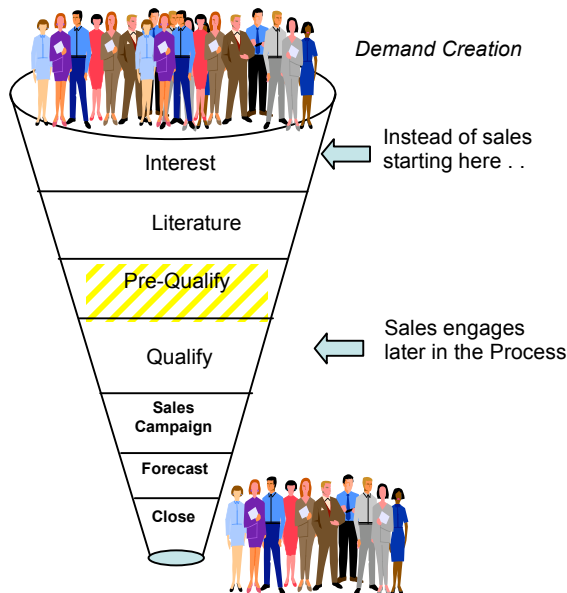 Demand Creation
Instead of sales
starting here . .
Interest
Literature
Pre-Qualify
Sales engages
later in the Process
Qualify
Sales
Campaign
Forecast
Close